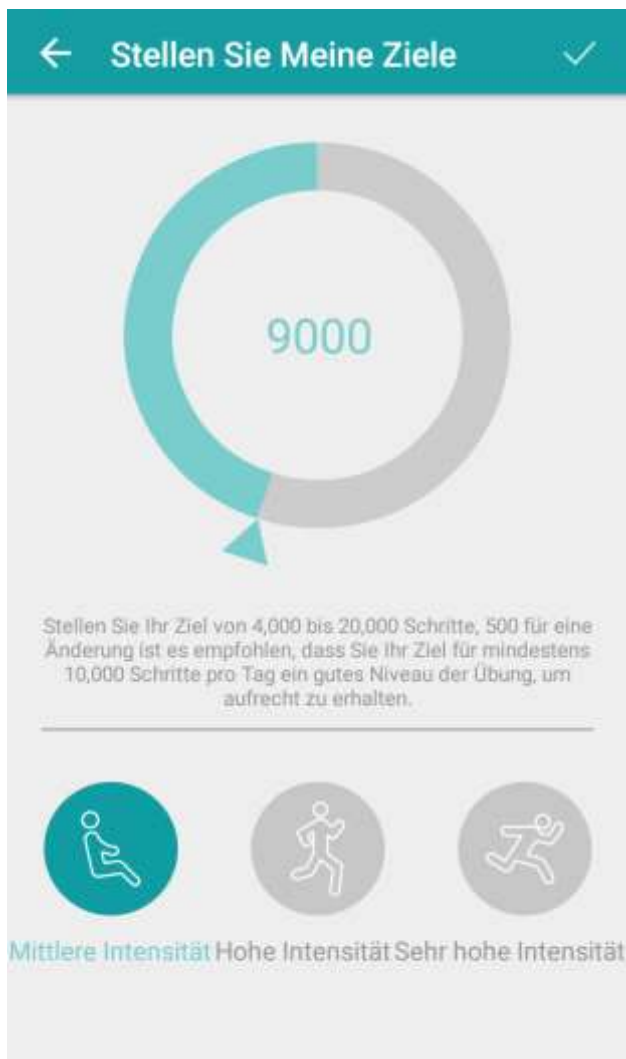 Stellen Sie Meine Ziele
9000
Stellen Sie Ihr Ziel von 4,000 bis 20,000 Schritte, 500 für eine
Änderung ist es empfohlen, dass Sie Ihr Ziel für mindestens
10,000 Schritte pro Tag ein gutes Niveau der Übung, um
aufrecht zu erhalten.
Mittlere Intensität Hohe Intensität Sehr hohe Intensität